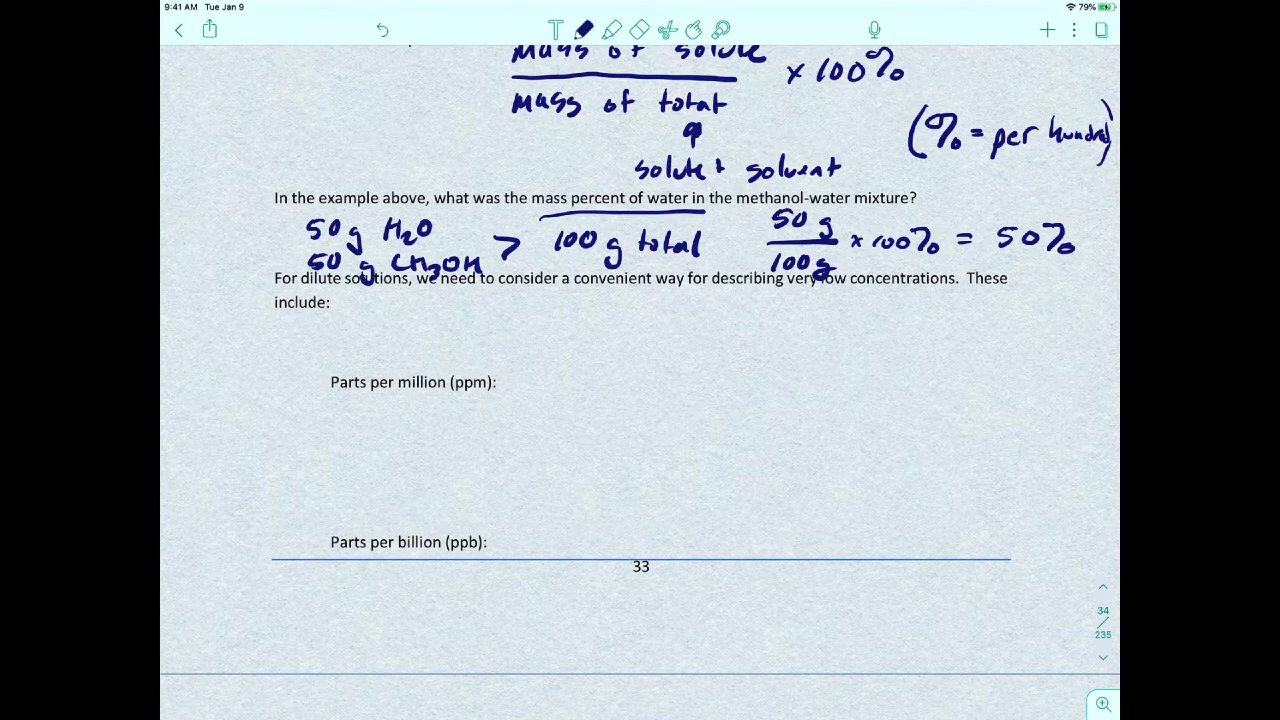 9:41 AM Tue Jan 9
79%
T
Mass of solute
× 100%
mass of total
(% = per hundred)
solute + solvent
In the example above, what was the mass percent of water in the methanol-water mixture?
50 g H2O
50 g CH3OH > 100 g total 50 g / 100 g × 100% = 50%
For dilute solutions, we need to consider a convenient way for describing very low concentrations. These
include:
Parts per million (ppm):
Parts per billion (ppb):
33
34
/
235